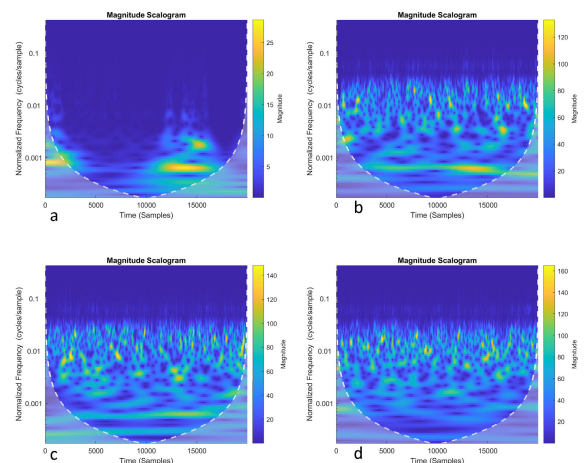 Magnitude Scalogram
Normalized Frequency (cycles/sample)
0.1
0.01
0.001
0
5000
10000
15000
Time (Samples)
25
20
15
10
5
Magnitude
a
Magnitude Scalogram
Normalized Frequency (cycles/sample)
0.1
0.01
0.001
0
5000
10000
15000
Time (Samples)
120
100
80
60
40
20
Magnitude
b
Magnitude Scalogram
Normalized Frequency (cycles/sample)
0.1
0.01
0.001
0
5000
10000
15000
Time (Samples)
140
120
100
80
60
40
20
Magnitude
c
Magnitude Scalogram
Normalized Frequency (cycles/sample)
0.1
0.01
0.001
0
5000
10000
15000
Time (Samples)
160
140
120
100
80
60
40
20
Magnitude
d